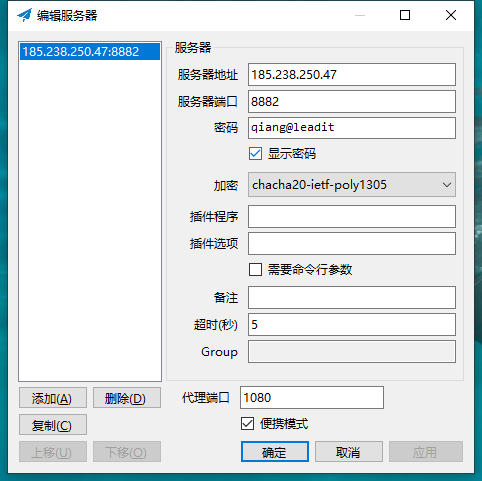 编辑服务器
185.238.250.47:8882
服务器
服务器地址 185.238.250.47
服务器端口 8882
密码 qiang@leadit
显示密码
加密 chacha20-ietf-poly1305
插件程序
插件选项
需要命令行参数
备注
超时(秒) 5
Group
添加(A) 删除(D)
代理端口 1080
复制(C)
便携模式
上移(U) 下移(O)
确定 取消 应用